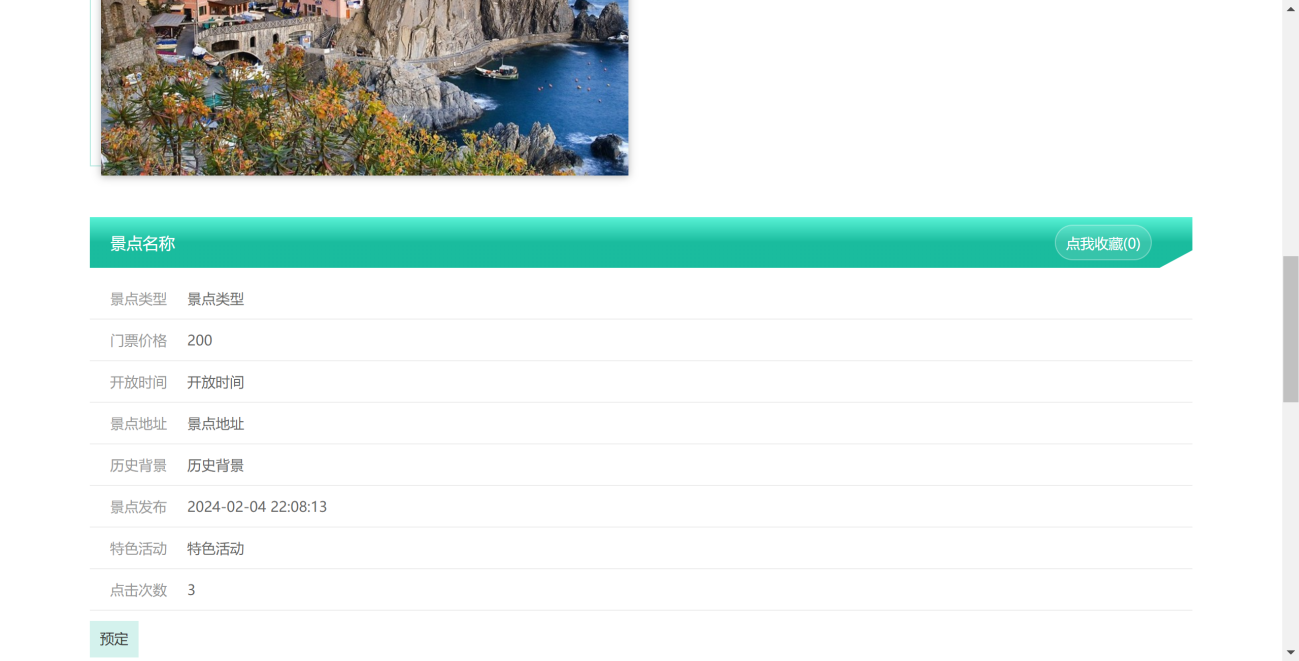 景点名称 点我收藏(0)
景点类型 景点类型
门票价格 200
开放时间 开放时间
景点地址 景点地址
历史背景 历史背景
景点发布 2024-02-04 22:08:13
特色活动 特色活动
点击次数 3
预定